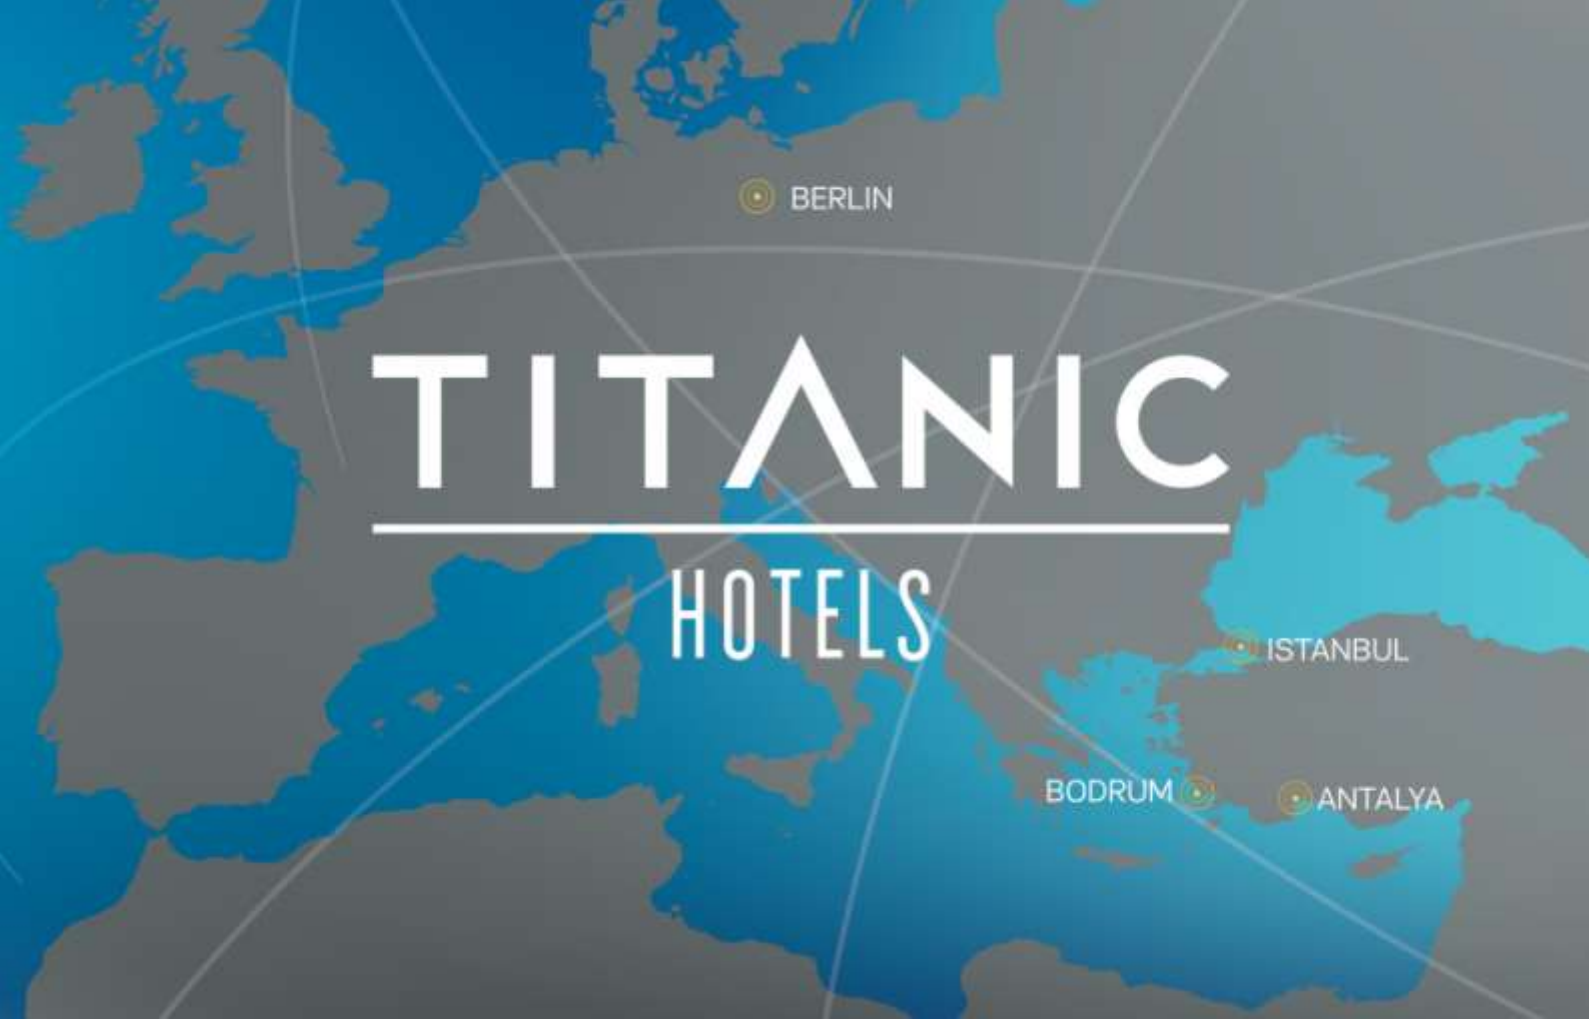 BERLIN
TITANIC
HOTELS
ISTANBUL
BODRUM
ANTALYA